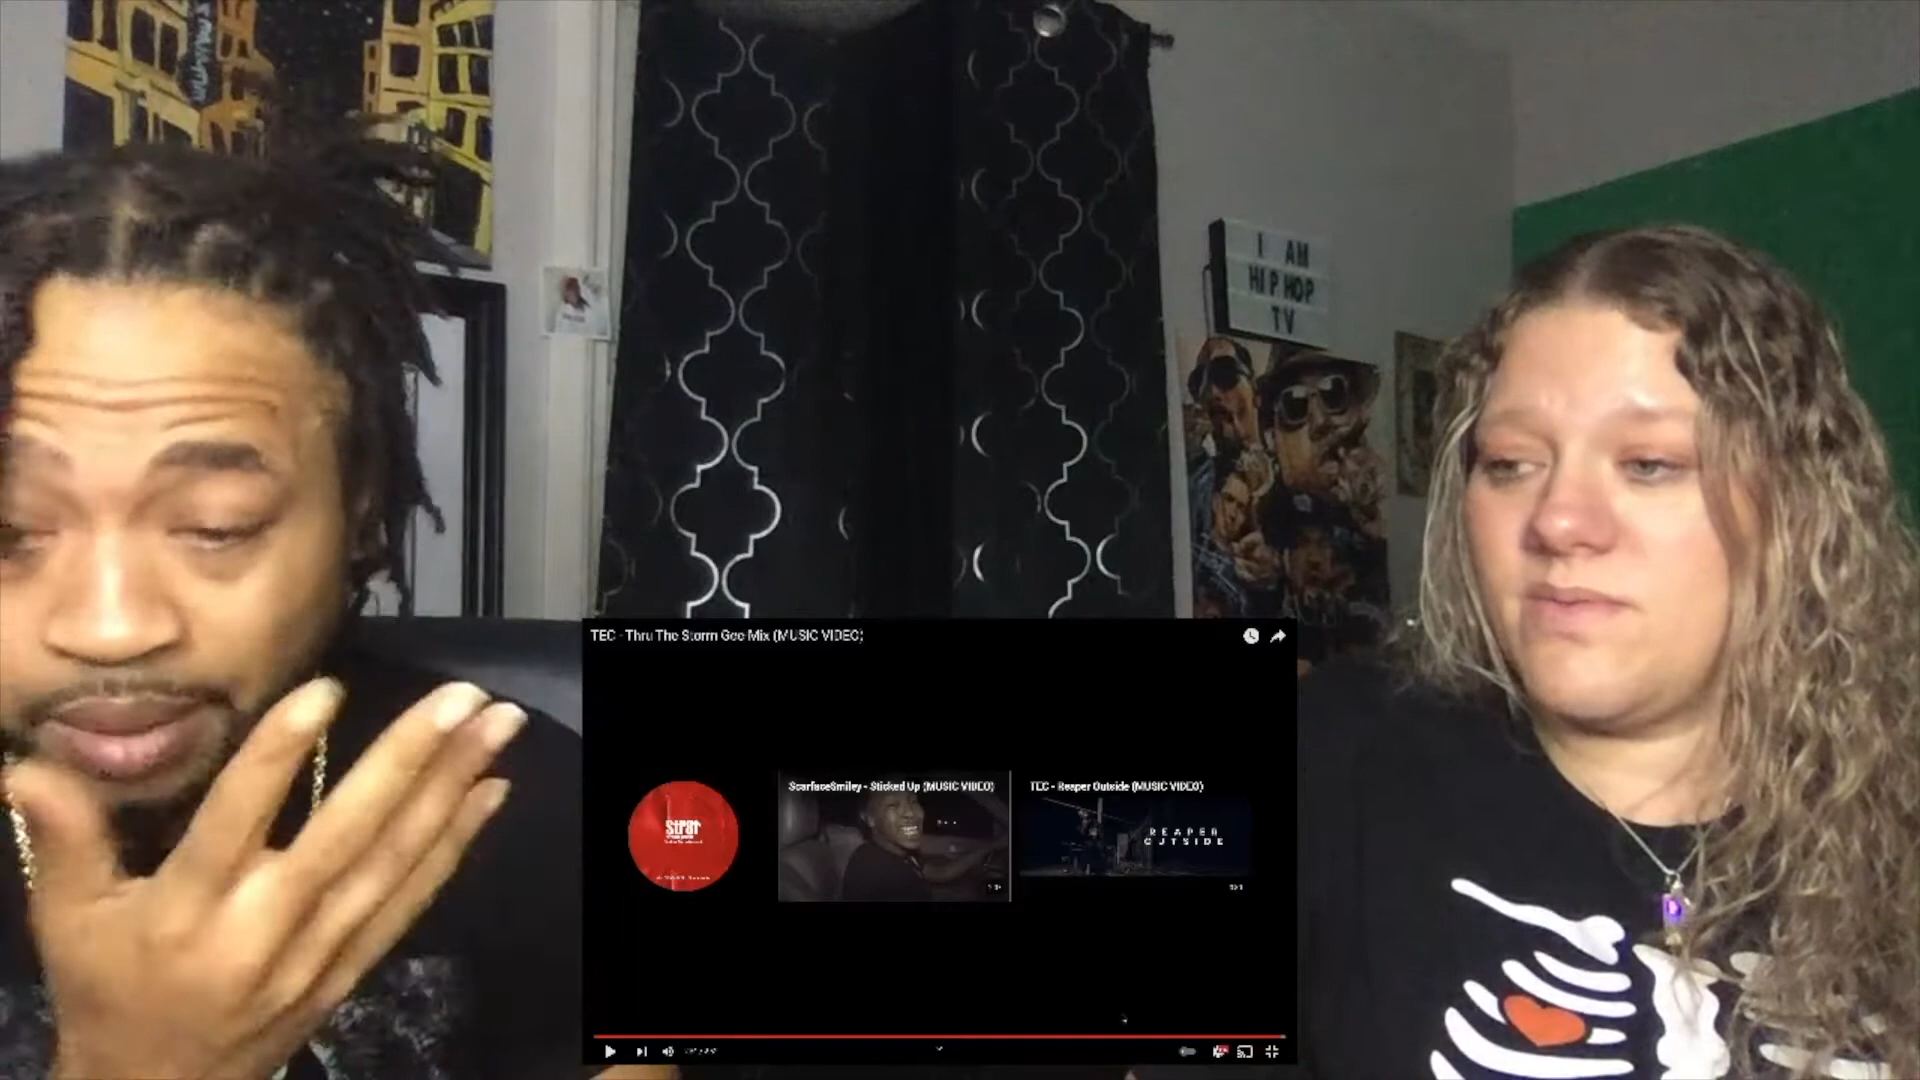 I AM
HIP HOP
TV
TEC - Thru The Storm Gee Mix (MUSIC VIDEO)
ScarfaceSmiley - Sticked Up (MUSIC VIDEO)
TEC - Reaper Outside (MUSIC VIDEO)
Strat
REAPER
OUTSIDE